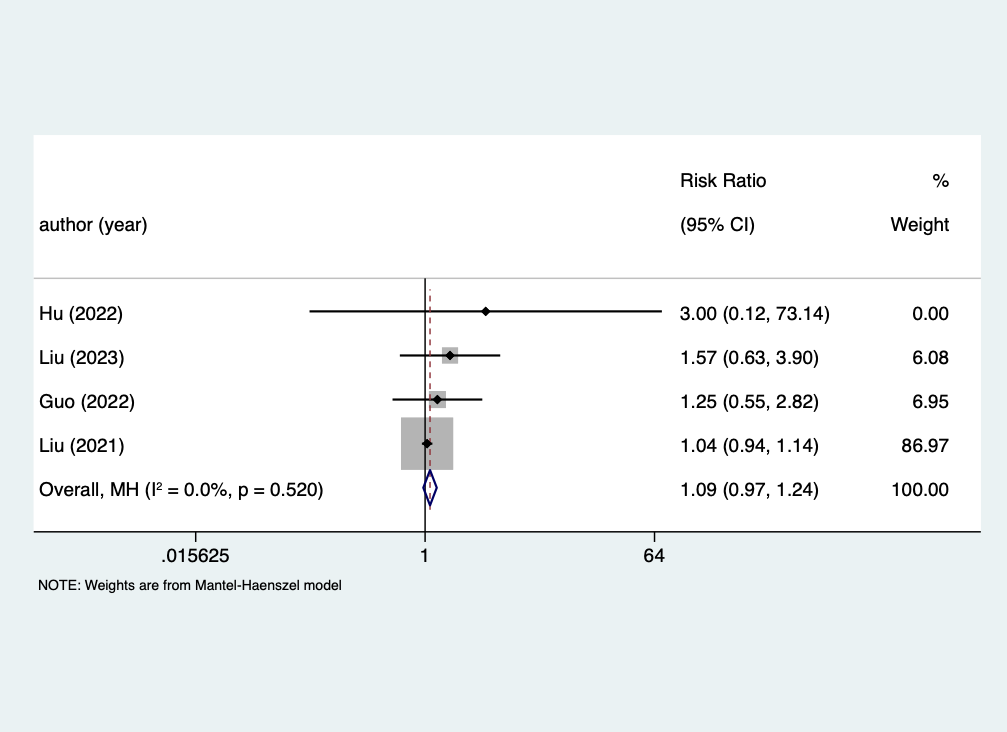 Risk Ratio %
author (year) (95% CI) Weight
Hu (2022) 3.00 (0.12, 73.14) 0.00
Liu (2023) 1.57 (0.63, 3.90) 6.08
Guo (2022) 1.25 (0.55, 2.82) 6.95
Liu (2021) 1.04 (0.94, 1.14) 86.97
Overall, MH (I² = 0.0%, p = 0.520) 1.09 (0.97, 1.24) 100.00
.015625 1 64
NOTE: Weights are from Mantel-Haenszel model